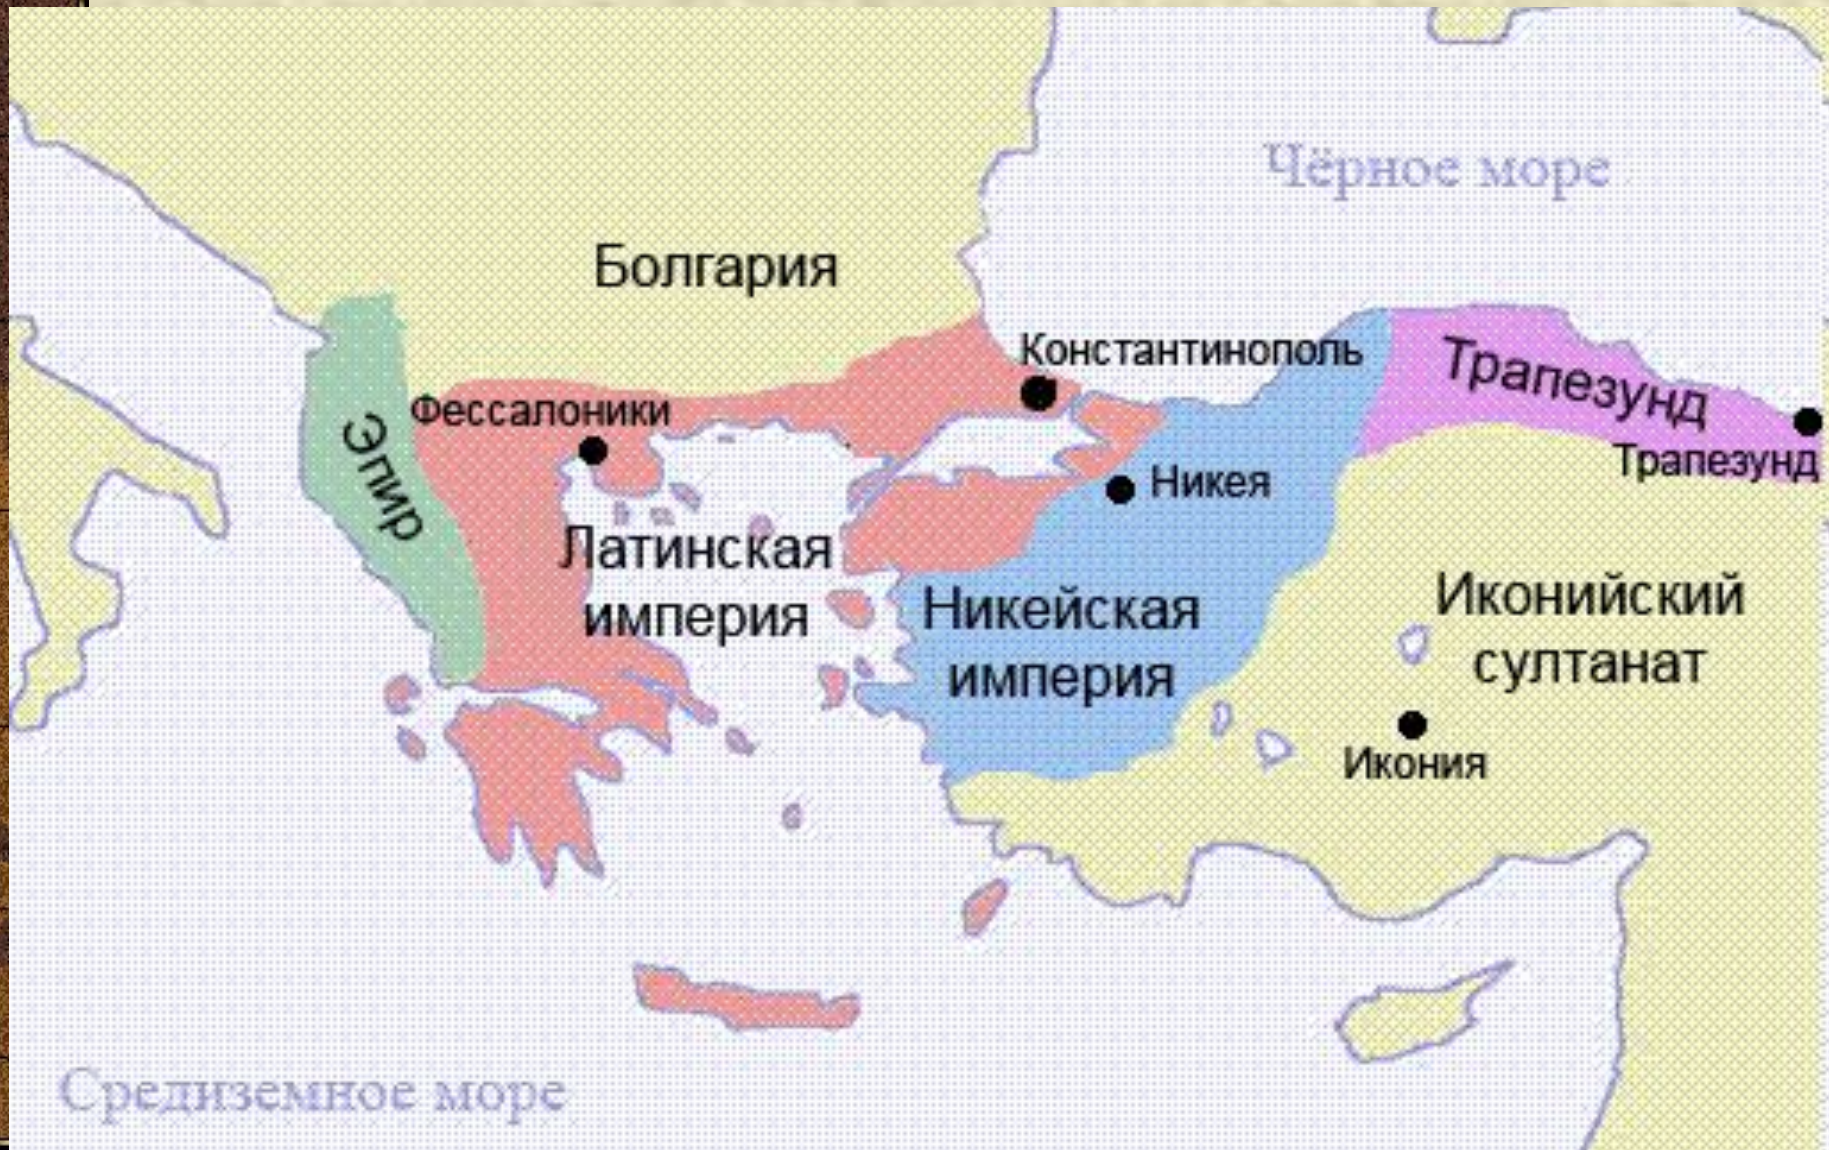 Чёрное море
Болгария
Константинополь
Трапезунд
Фессалоники
Эпир
Трапезунд
Никея
Латинская
империя
Никейская
империя
Иконийский
султанат
Икония
Средиземное море